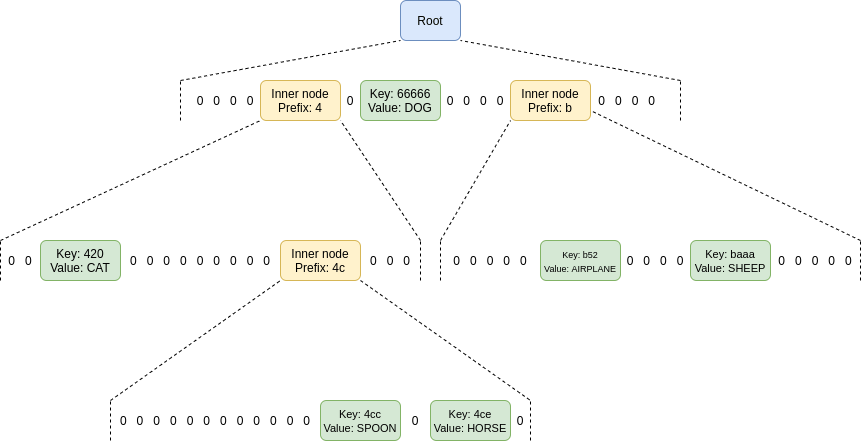 Root
0 0 0 0 Inner node 0 Key: 66666 0 0 0 0 Inner node 0 0 0 0
Prefix: 4 Value: DOG Prefix: b
0 0 Key: 420 0 0 0 0 0 0 0 0 0 Inner node 0 0 0 0 0 0 0 0 Key: b52 0 0 0 0 Key: baaa 0 0 0 0 0
Value: CAT Prefix: 4c Value: AIRPLANE Value: SHEEP
0 0 0 0 0 0 0 0 0 0 0 0 Key: 4cc 0 Key: 4ce 0
Value: SPOON Value: HORSE